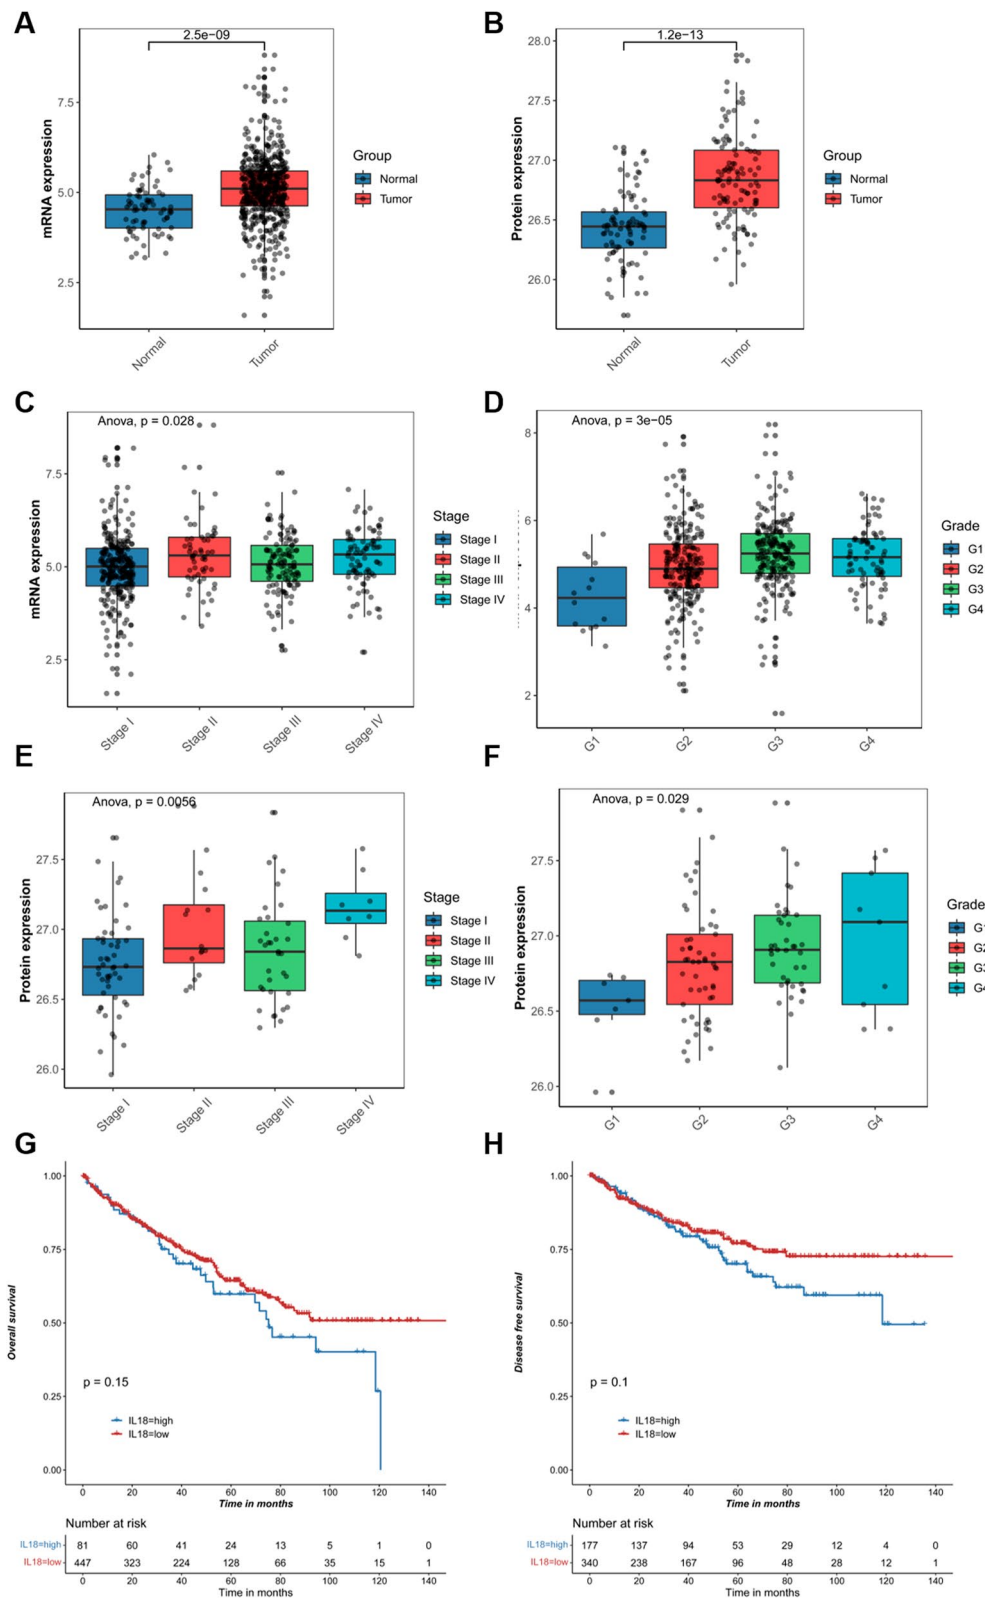 A
2.5e−09
7.5
5.0
2.5
mRNA expression
Normal
Tumor
Group
Normal
Tumor
B
1.2e−13
28.0
27.5
27.0
26.5
26.0
Protein expression
Normal
Tumor
Group
Normal
Tumor
C
Anova, p = 0.028
7.5
5.0
2.5
mRNA expression
Stage I
Stage II
Stage III
Stage IV
Stage
Stage I
Stage II
Stage III
Stage IV
D
Anova, p = 3e−05
8
6
4
2
G1
G2
G3
G4
Grade
G1
G2
G3
G4
E
Anova, p = 0.0056
27.5
27.0
26.5
26.0
Protein expression
Stage I
Stage II
Stage III
Stage IV
Stage
Stage I
Stage II
Stage III
Stage IV
F
Anova, p = 0.029
27.5
27.0
26.5
26.0
Protein expression
G1
G2
G3
G4
Grade
G1
G2
G3
G4
G
1.00
0.75
0.50
0.25
0.00
Overall survival
p = 0.15
IL18=high
IL18=low
0 20 40 60 80 100 120 140
Time in months
Number at risk
IL18=high 81 60 41 24 13 5 1 0
IL18=low 447 323 224 128 66 35 15 1
0 20 40 60 80 100 120 140
Time in months
H
1.00
0.75
0.50
0.25
0.00
Disease free survival
p = 0.1
IL18=high
IL18=low
0 20 40 60 80 100 120 140
Time in months
Number at risk
IL18=high 177 137 94 53 29 12 4 0
IL18=low 340 238 167 96 48 28 12 1
0 20 40 60 80 100 120 140
Time in months